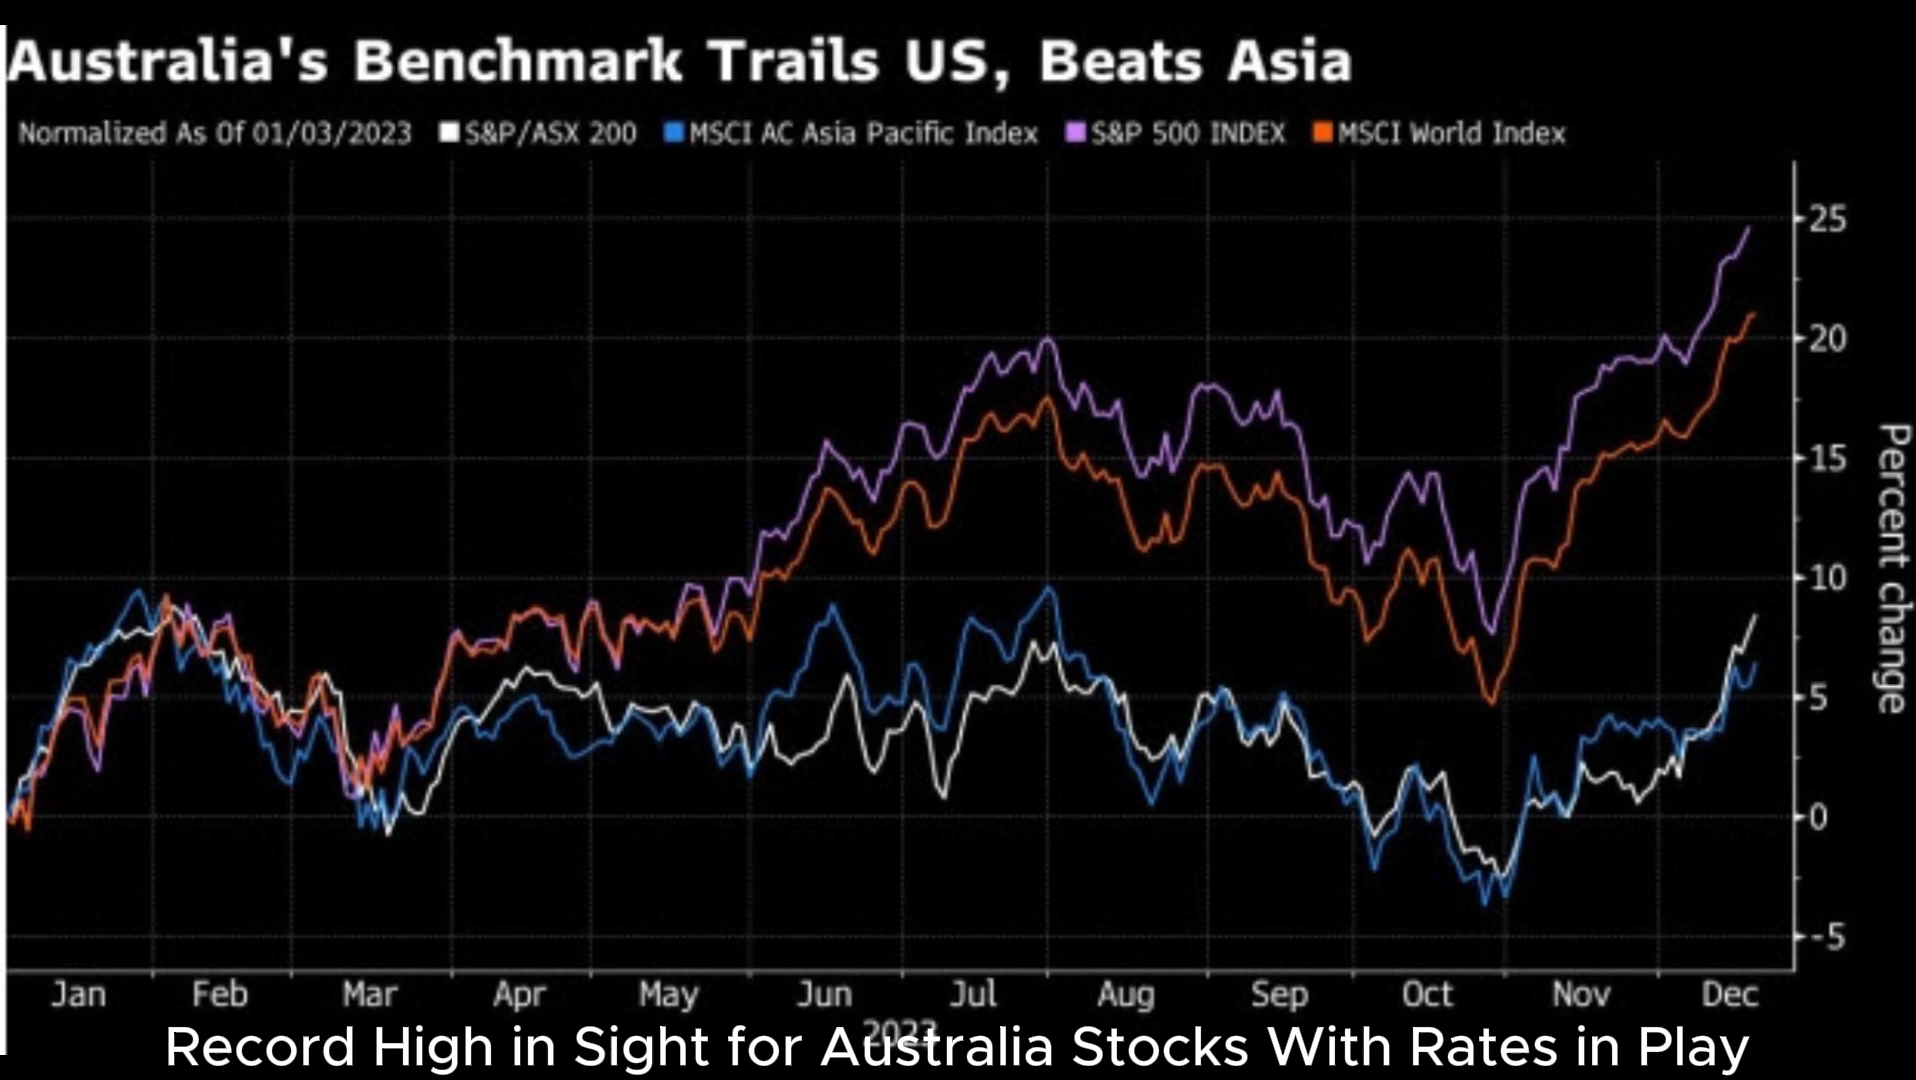 Australia's Benchmark Trails US, Beats Asia
Normalized As Of 01/03/2023 S&P/ASX 200 MSCI AC Asia Pacific Index S&P 500 INDEX MSCI World Index
25
20
15
10
5
0
-5
Percent change
Jan Feb Mar Apr May Jun Jul Aug Sep Oct Nov Dec
2023
Record High in Sight for Australia Stocks With Rates in Play